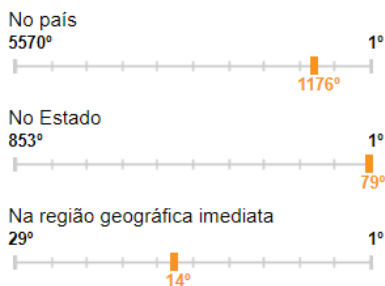 No país
5570º 1º
1176º
No Estado
853º 1º
79º
Na região geográfica imediata
29º 1º
14º